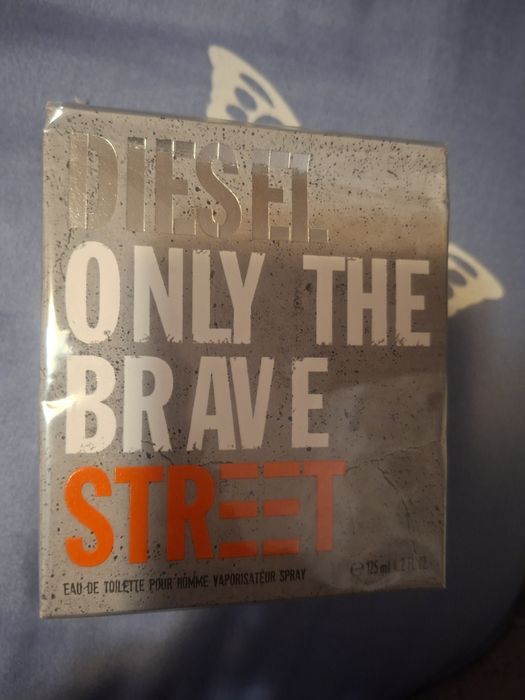 DIESEL
ONLY THE
BRAVE
STREET
EAU DE TOILETTE POUR HOMME VAPORISATEUR SPRAY
℮ 125 ml 4.2 FL OZ